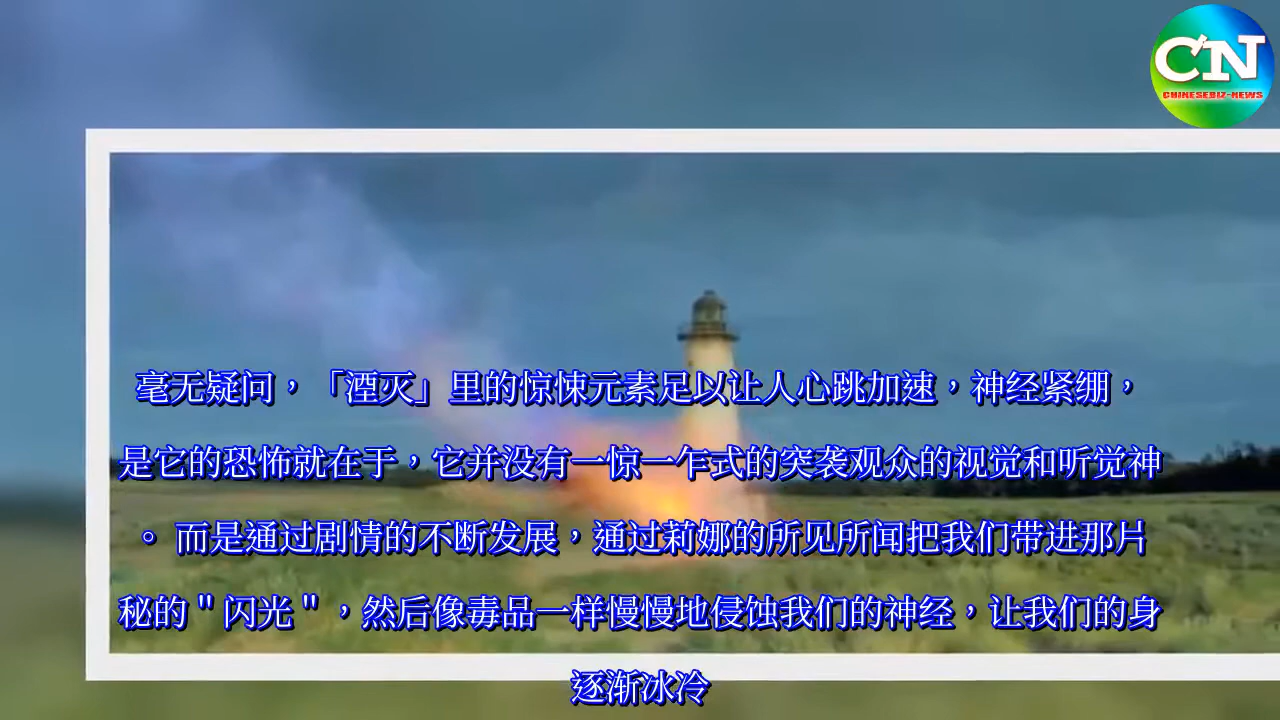 CN
CHINESEBIZ-NEWS
毫无疑问，「湮灭」里的惊悚元素足以让人心跳加速，神经紧绷，
是它的恐怖就在于，它并没有一惊一乍式的突袭观众的视觉和听觉神
。 而是通过剧情的不断发展，通过莉娜的所见所闻把我们带进那片
秘的＂闪光＂，然后像毒品一样慢慢地侵蚀我们的神经，让我们的身
逐渐冰冷